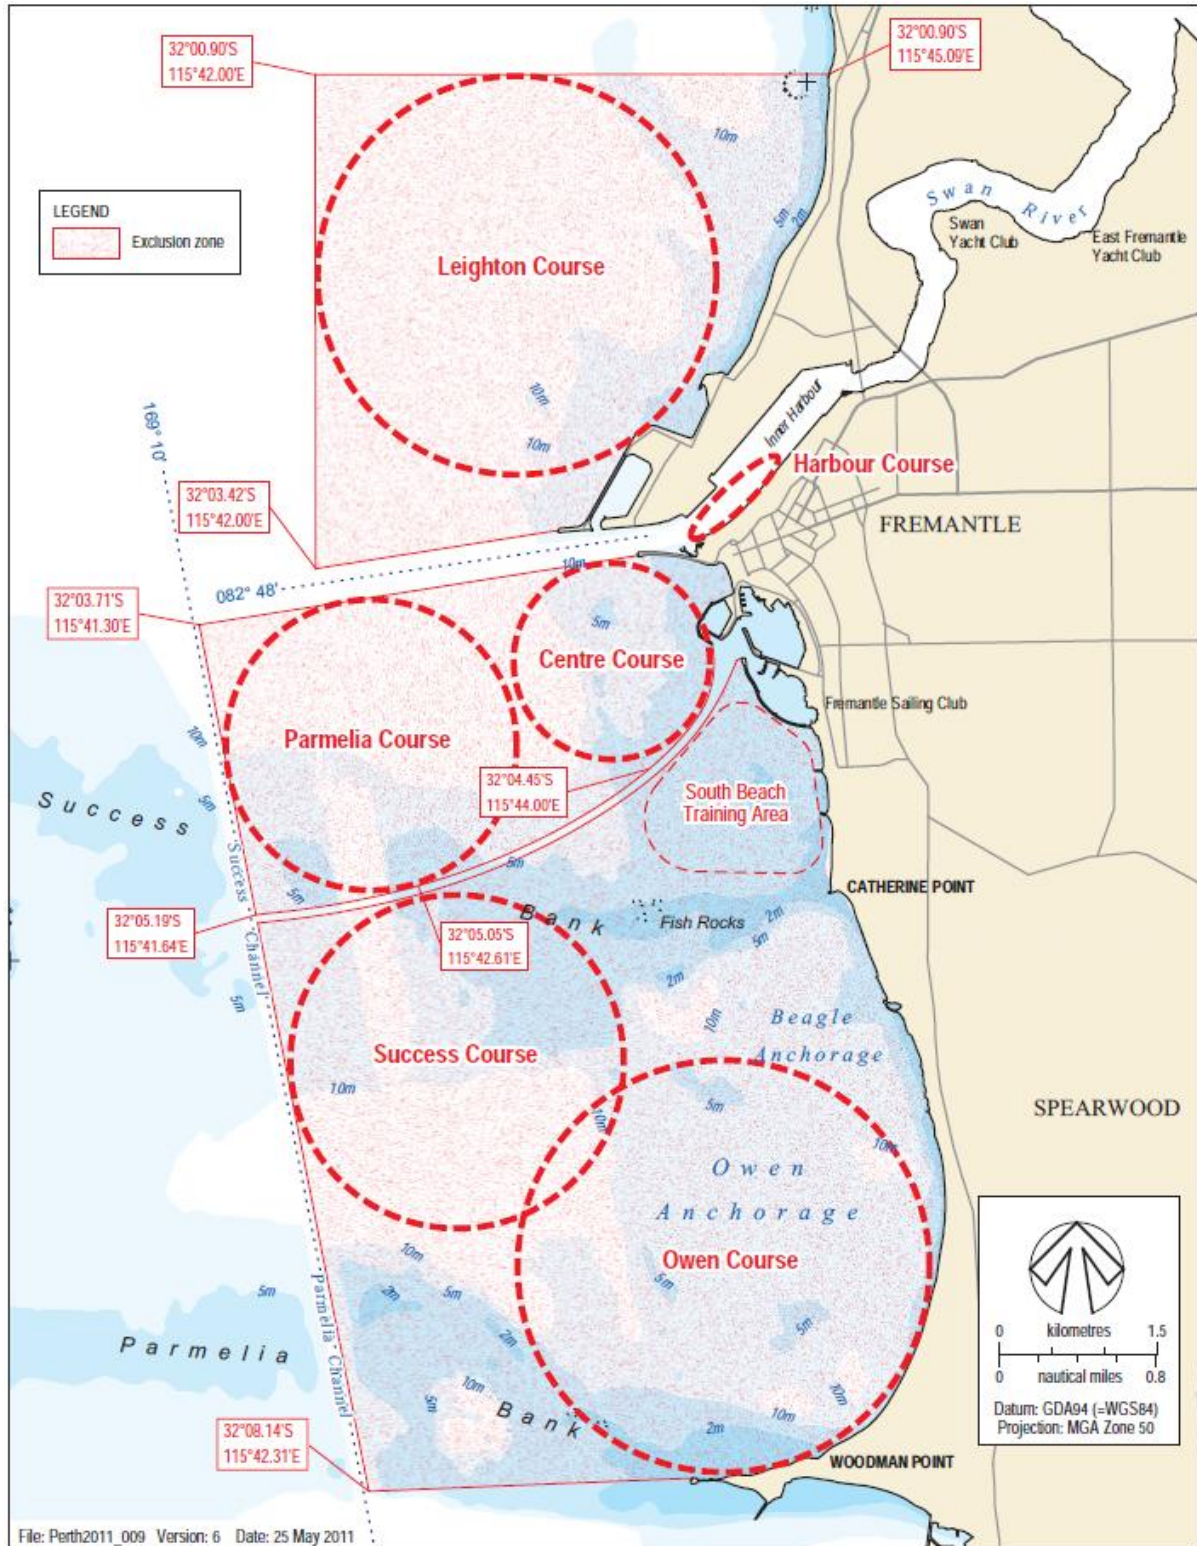 32°00.90'S
115°42.00'E
32°00.90'S
115°45.09'E
10m
LEGEND
Exclusion zone
5m
2m
Swan
River
Swan
Yacht Club
East Fremantle
Yacht Club
Leighton Course
10m
10m
Inner Harbour
169° 10'
Harbour Course
32°03.42'S
115°42.00'E
FREMANTLE
10m
082° 48'
32°03.71'S
115°41.30'E
5m
Centre Course
Fremantle Sailing Club
Parmelia Course
10m
32°04.45'S
115°44.00'E
South Beach
Training Area
Success
5m
Success
Channel
5m
5m
CATHERINE POINT
32°05.19'S
115°41.64'E
Bank
Fish Rocks
2m
5m
32°05.05'S
115°42.61'E
2m
5m
10m
Beagle
Anchorage
Success Course
10m
10m
5m
SPEARWOOD
10m
Owen
Anchorage
10m
Owen Course
5m
5m
2m
5m
Parmelia
Channel
2m
5m
Parmelia
0 kilometres 1.5
0 nautical miles 0.8
Datum: GDA94 (=WGS84)
Projection: MGA Zone 50
10m
5m
Bank
10m
10m
2m
32°08.14'S
115°42.31'E
WOODMAN POINT
File: Perth2011_009 Version: 6 Date: 25 May 2011